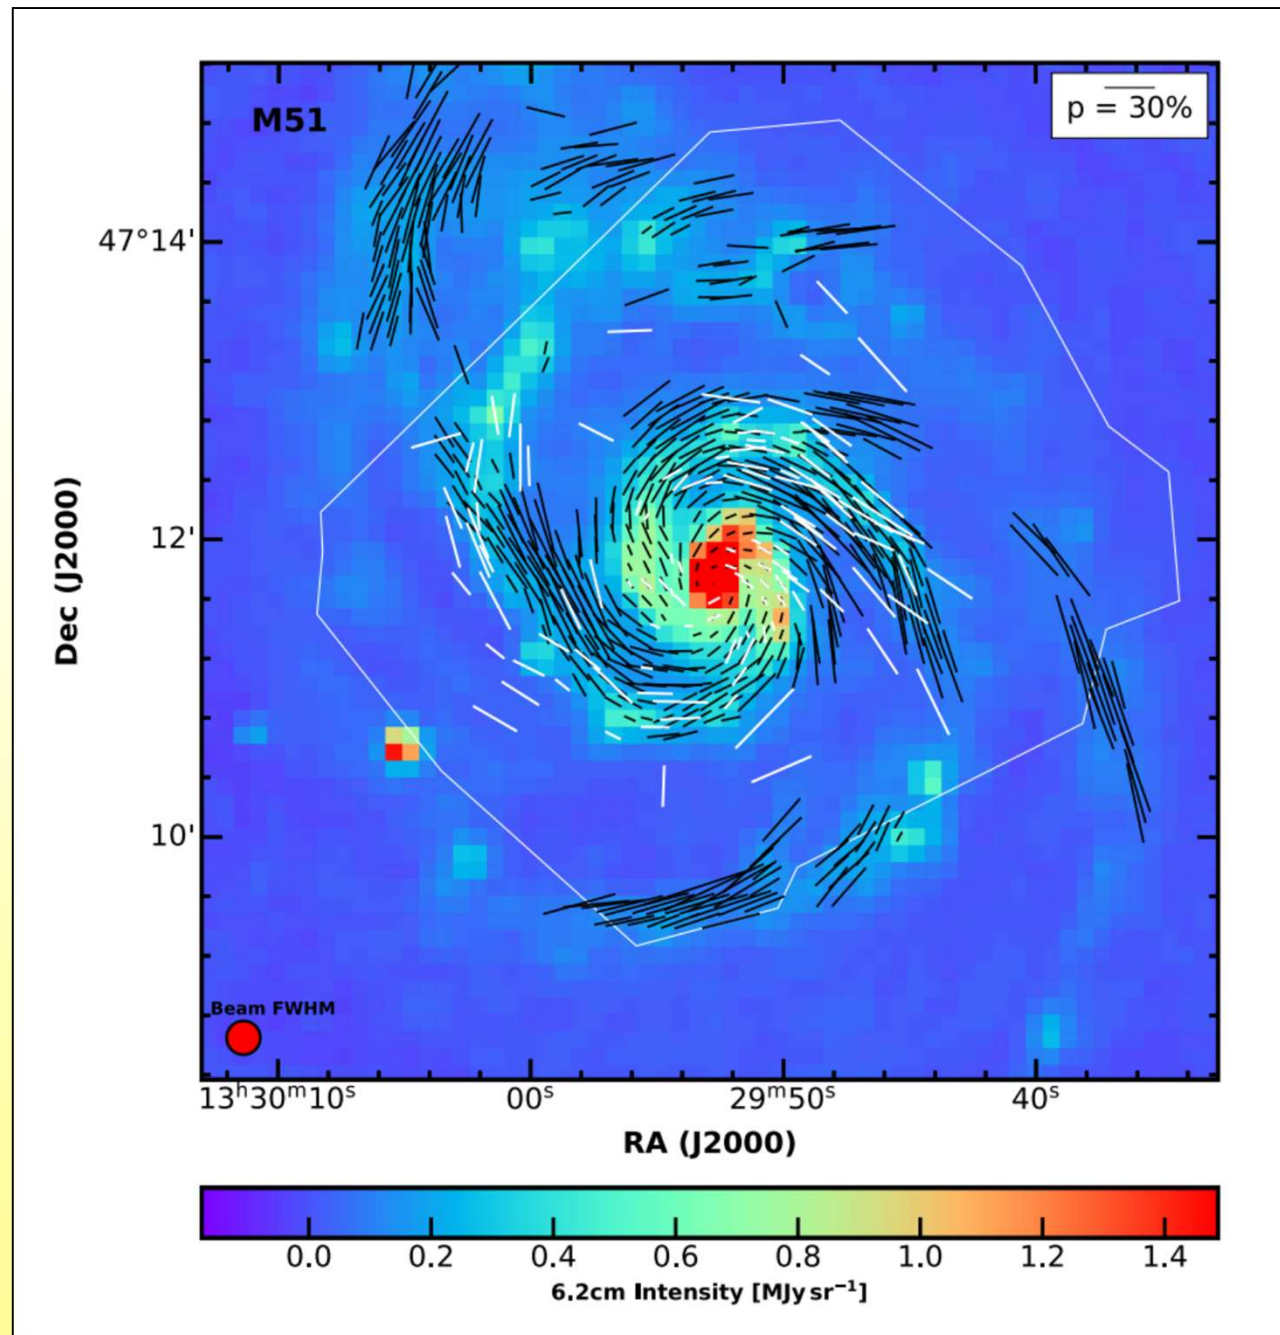 M51
p = 30%
47°14'
12'
10'
Dec (J2000)
Beam FWHM
13ʰ30ᵐ10ˢ 00ˢ 29ᵐ50ˢ 40ˢ
RA (J2000)
0.0 0.2 0.4 0.6 0.8 1.0 1.2 1.4
6.2cm Intensity [MJy sr⁻¹]